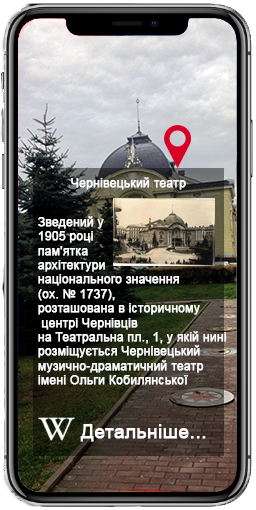 Чернівецький театр
Зведений у
1905 році
пам'ятка
архітектури
національного значення
(ох. № 1737),
розташована в історичному
центрі Чернівців
на Театральна пл., 1, у якій нині
розміщується Чернівецький
музично-драматичний театр
імені Ольги Кобилянської
W Детальніше...